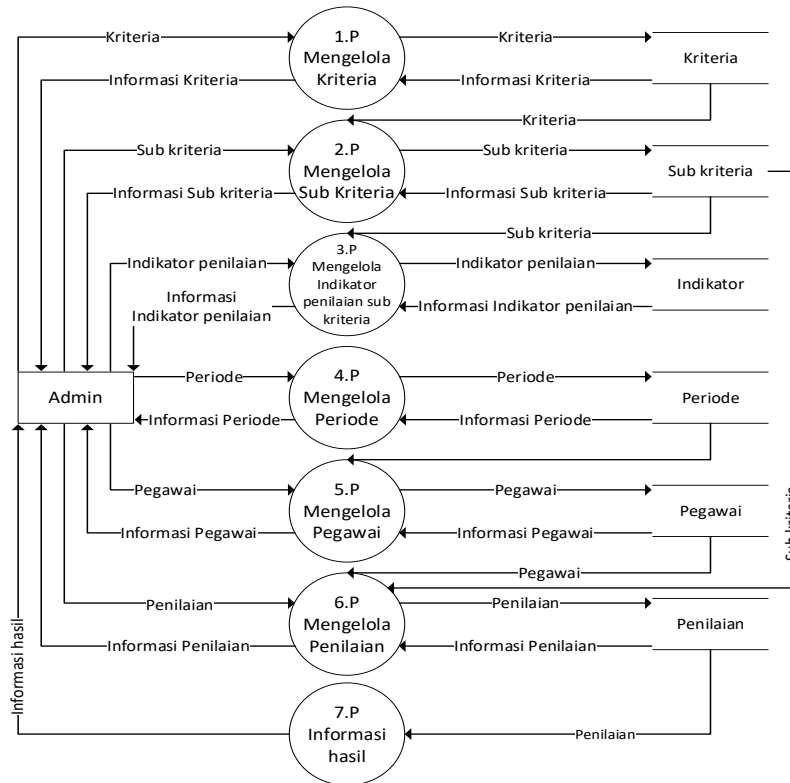 Kriteria
1.P
Mengelola
Kriteria
Kriteria
Kriteria
Informasi Kriteria
Informasi Kriteria
Kriteria
Sub kriteria
2.P
Mengelola
Sub Kriteria
Sub kriteria
Sub kriteria
Informasi Sub kriteria
Informasi Sub kriteria
Sub kriteria
Indikator penilaian
3.P
Mengelola
Indikator
penilaian sub
kriteria
Indikator penilaian
Indikator
Informasi
Indikator penilaian
Informasi Indikator penilaian
Admin
Periode
4.P
Mengelola
Periode
Periode
Periode
Informasi Periode
Informasi Periode
Pegawai
5.P
Mengelola
Pegawai
Pegawai
Pegawai
Informasi Pegawai
Informasi Pegawai
Sub kriteria
Pegawai
Penilaian
6.P
Mengelola
Penilaian
Penilaian
Penilaian
Informasi Penilaian
Informasi Penilaian
Informasi hasil
7.P
Informasi
hasil
Penilaian